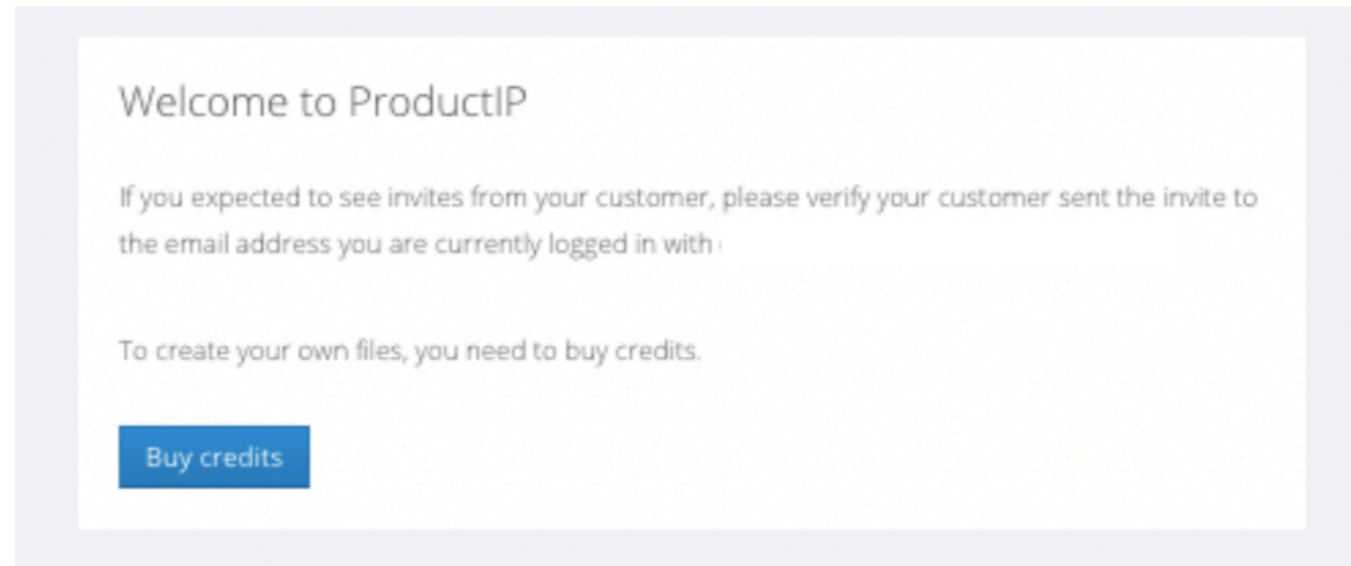 Welcome to ProductIP
If you expected to see invites from your customer, please verify your customer sent the invite to
the email address you are currently logged in with
To create your own files, you need to buy credits.
Buy credits